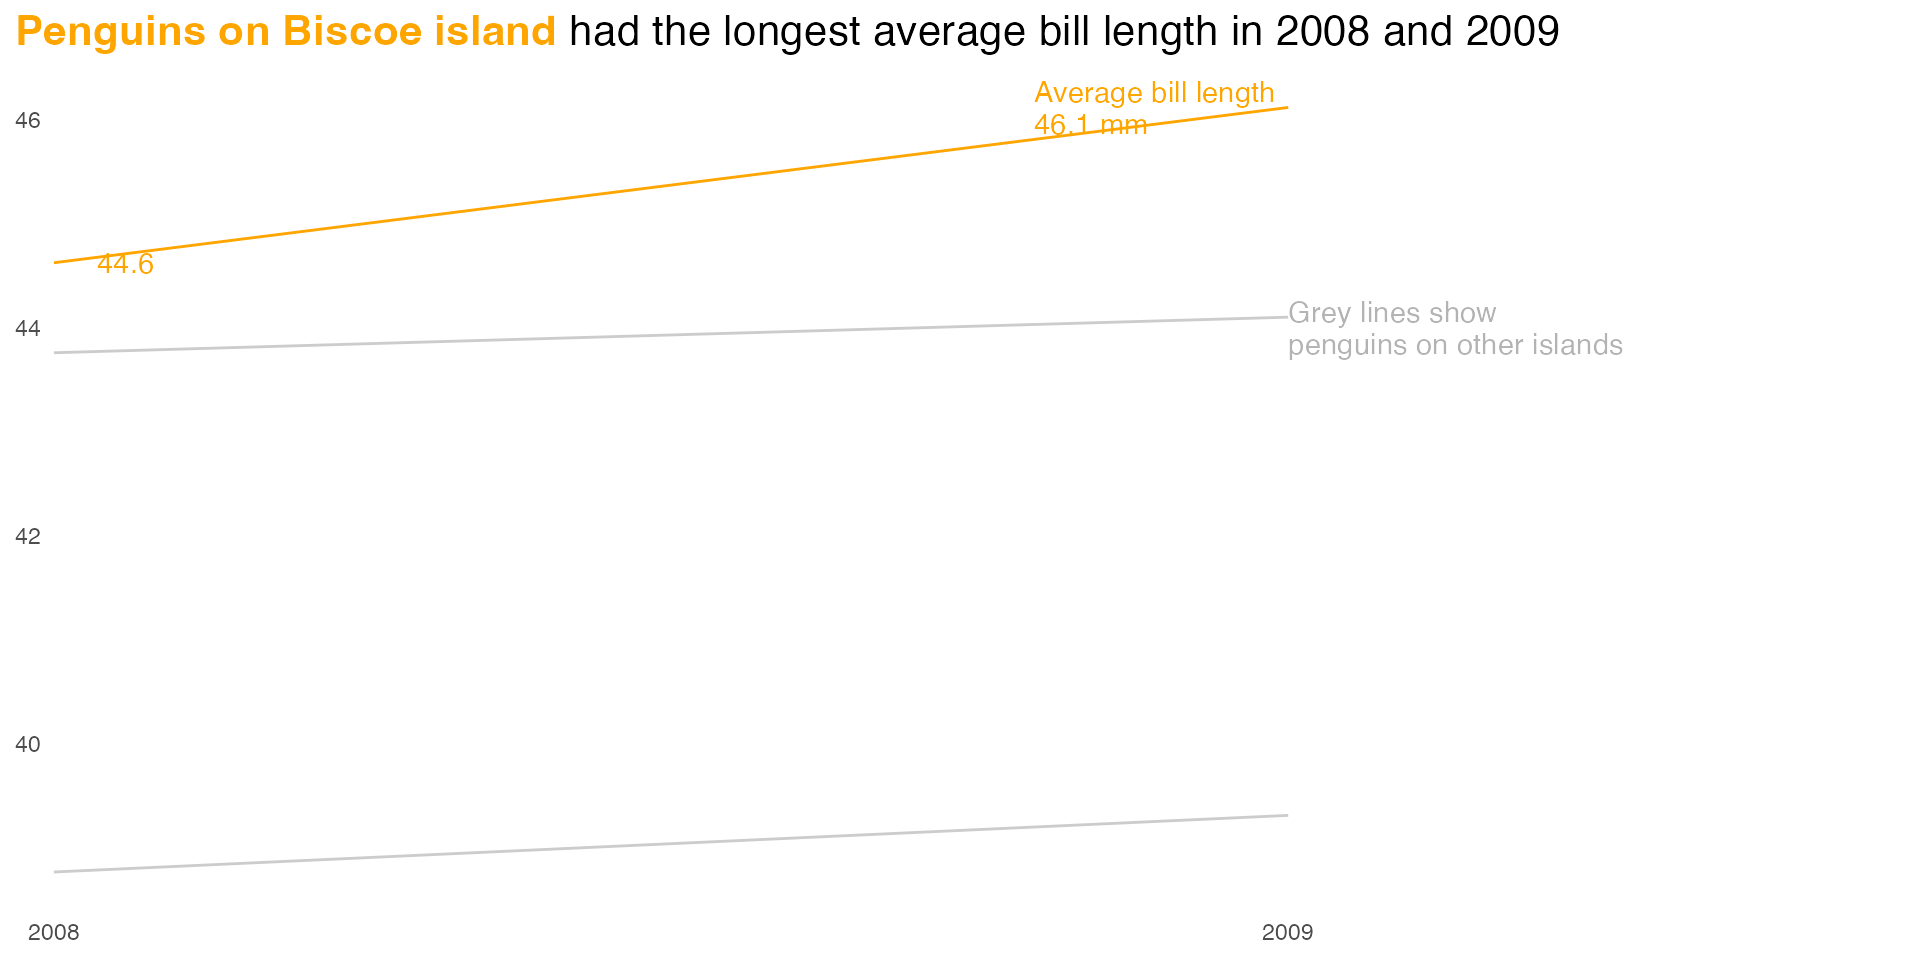 Penguins on Biscoe island had the longest average bill length in 2008 and 2009
Average bill length
46.1 mm
46
44.6
44
Grey lines show
penguins on other islands
42
40
2008
2009